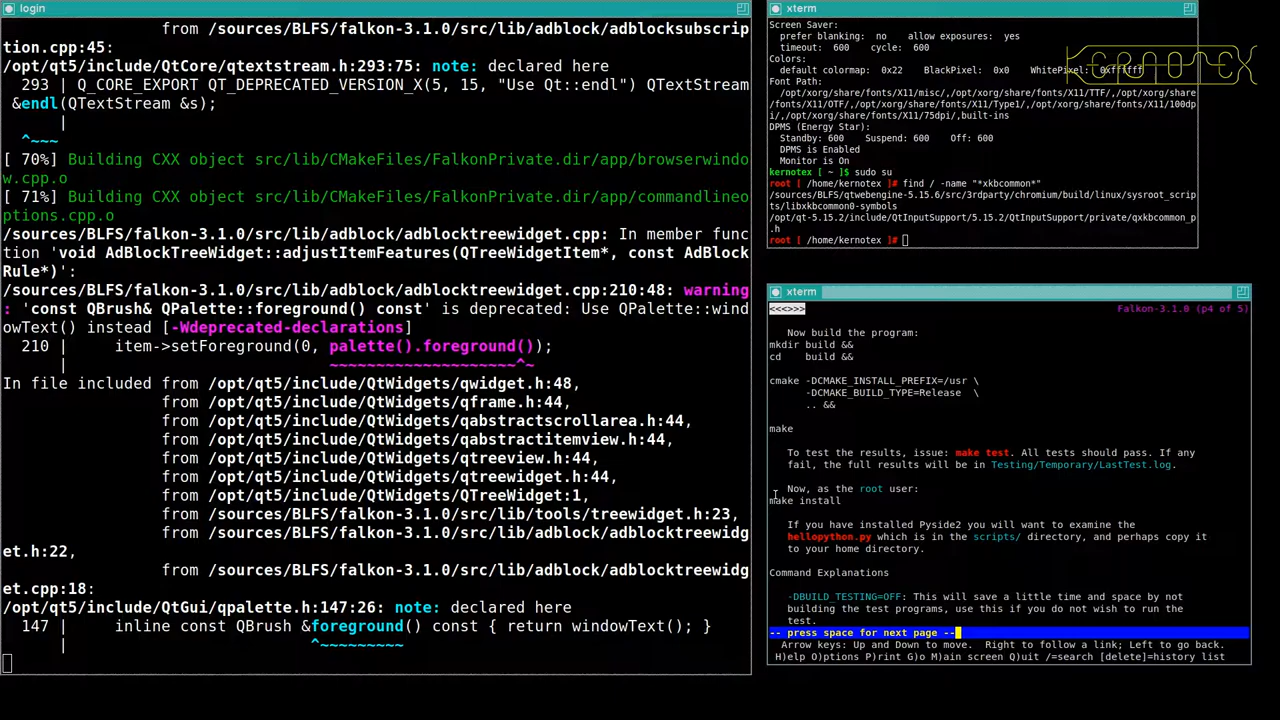 login
from /sources/BLFS/falkon-3.1.0/src/lib/adblock/adblocksubscrip
tion.cpp:45:
/opt/qt5/include/QtCore/qtextstream.h:293:75: note: declared here
293 | Q_CORE_EXPORT QT_DEPRECATED_VERSION_X(5, 15, "Use Qt::endl") QTextStream
&endl(QTextStream &s);
|
^~~~
[ 70%] Building CXX object src/lib/CMakeFiles/FalkonPrivate.dir/app/browserwindo
w.cpp.o
[ 71%] Building CXX object src/lib/CMakeFiles/FalkonPrivate.dir/app/commandlineo
ptions.cpp.o
/sources/BLFS/falkon-3.1.0/src/lib/adblock/adblocktreewidget.cpp: In member func
tion 'void AdBlockTreeWidget::adjustItemFeatures(QTreeWidgetItem*, const AdBlock
Rule*)':
/sources/BLFS/falkon-3.1.0/src/lib/adblock/adblocktreewidget.cpp:210:48: warning
: 'const QBrush& QPalette::foreground() const' is deprecated: Use QPalette::wind
owText() instead [-Wdeprecated-declarations]
210 | item->setForeground(0, palette().foreground());
| ~~~~~~~~~~~~~~~~~~~~^~
In file included from /opt/qt5/include/QtWidgets/qwidget.h:48,
from /opt/qt5/include/QtWidgets/qframe.h:44,
from /opt/qt5/include/QtWidgets/qabstractscrollarea.h:44,
from /opt/qt5/include/QtWidgets/qabstractitemview.h:44,
from /opt/qt5/include/QtWidgets/qtreeview.h:44,
from /opt/qt5/include/QtWidgets/qtreewidget.h:44,
from /opt/qt5/include/QtWidgets/QTreeWidget:1,
from /sources/BLFS/falkon-3.1.0/src/lib/tools/treewidget.h:23,
from /sources/BLFS/falkon-3.1.0/src/lib/adblock/adblocktreewidg
et.h:22,
from /sources/BLFS/falkon-3.1.0/src/lib/adblock/adblocktreewidg
et.cpp:18:
/opt/qt5/include/QtGui/qpalette.h:147:26: note: declared here
147 | inline const QBrush &foreground() const { return windowText(); }
| ^~~~~~~~~~
xterm
Screen Saver:
prefer blanking: no allow exposures: yes
timeout: 600 cycle: 600
Colors:
default colormap: 0x22 BlackPixel: 0x0 WhitePixel: 0xffffff
Font Path:
/opt/xorg/share/fonts/X11/misc/,/opt/xorg/share/fonts/X11/TTF/,/opt/xorg/share
/fonts/X11/OTF/,/opt/xorg/share/fonts/X11/Type1/,/opt/xorg/share/fonts/X11/100dp
i/,/opt/xorg/share/fonts/X11/75dpi/,built-ins
DPMS (Energy Star):
Standby: 600 Suspend: 600 Off: 600
DPMS is Enabled
Monitor is On
kernotex [ ~ ]$ sudo su
root [ /home/kernotex ]# find / -name "*xkbcommon*"
/sources/BLFS/qtwebengine-5.15.6/src/3rdparty/chromium/build/linux/sysroot_scrip
ts/libxkbcommon0-symbols
/opt/qt-5.15.2/include/QtInputSupport/5.15.2/QtInputSupport/private/qxkbcommon_p
.h
root [ /home/kernotex ]#
KERNOTEX
xterm
<<<>>> Falkon-3.1.0 (p4 of 5)
Now build the program:
mkdir build &&
cd build &&
cmake -DCMAKE_INSTALL_PREFIX=/usr \
-DCMAKE_BUILD_TYPE=Release \
.. &&
make
To test the results, issue: make test. All tests should pass. If any
fail, the full results will be in Testing/Temporary/LastTest.log.
Now, as the root user:
make install
If you have installed Pyside2 you will want to examine the
hellopython.py which is in the scripts/ directory, and perhaps copy it
to your home directory.
Command Explanations
-DBUILD_TESTING=OFF: This will save a little time and space by not
building the test programs, use this if you do not wish to run the
test.
-- press space for next page --
Arrow keys: Up and Down to move. Right to follow a link; Left to go back.
H)elp O)ptions P)rint G)o M)ain screen Q)uit /=search [delete]=history list